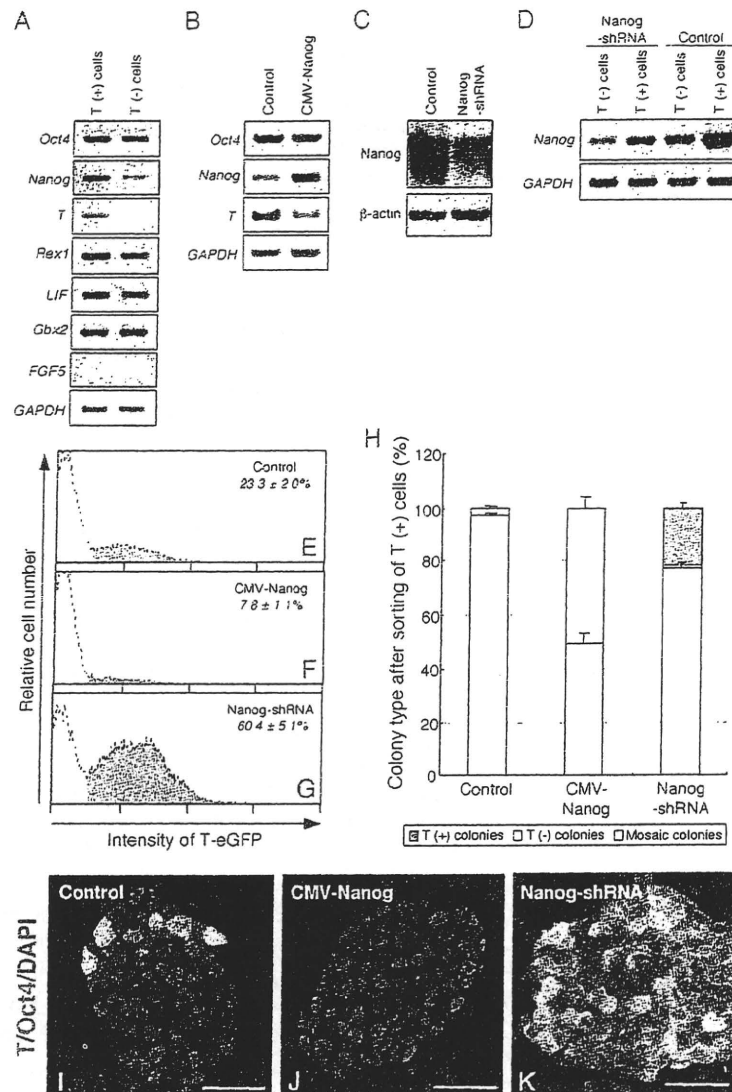 A
T (+) cells
T (-) cells
Oct4
Nanog
T
Rex1
LIF
Gbx2
FGF5
GAPDH
B
Control
CMV-Nanog
Oct4
Nanog
T
GAPDH
C
Control
Nanog
-shRNA
Nanog
β-actin
D
Nanog
-shRNA
Control
T (-) cells
T (+) cells
T (-) cells
T (+) cells
Nanog
GAPDH
Relative cell number
Control
23.3 ± 2.0%
E
CMV-Nanog
7.8 ± 1.1%
F
Nanog-shRNA
60.4 ± 5.1%
G
Intensity of T-eGFP
H
Colony type after sorting of T (+) cells (%)
120
100
80
60
40
20
0
Control
CMV-
Nanog
Nanog
-shRNA
T (+) colonies
T (-) colonies
Mosaic colonies
T/Oct4/DAPI
Control
I
CMV-Nanog
J
Nanog-shRNA
K